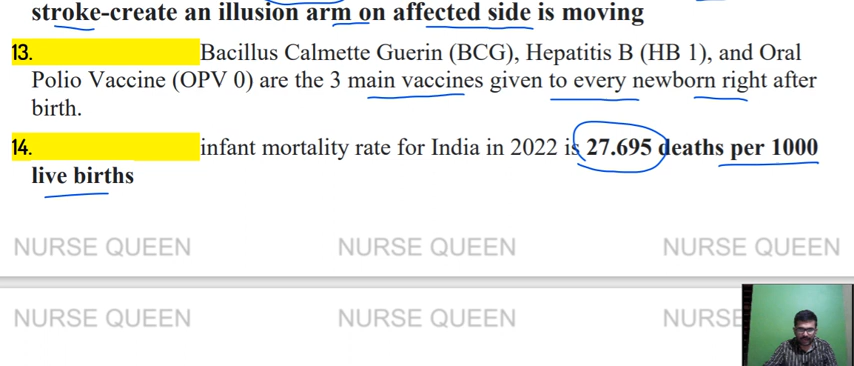 stroke-create an illusion arm on affected side is moving
13. Bacillus Calmette Guerin (BCG), Hepatitis B (HB 1), and Oral
Polio Vaccine (OPV 0) are the 3 main vaccines given to every newborn right after
birth.
14. infant mortality rate for India in 2022 is 27.695 deaths per 1000
live births
NURSE QUEEN NURSE QUEEN NURSE QUEEN
NURSE QUEEN NURSE QUEEN NURSE